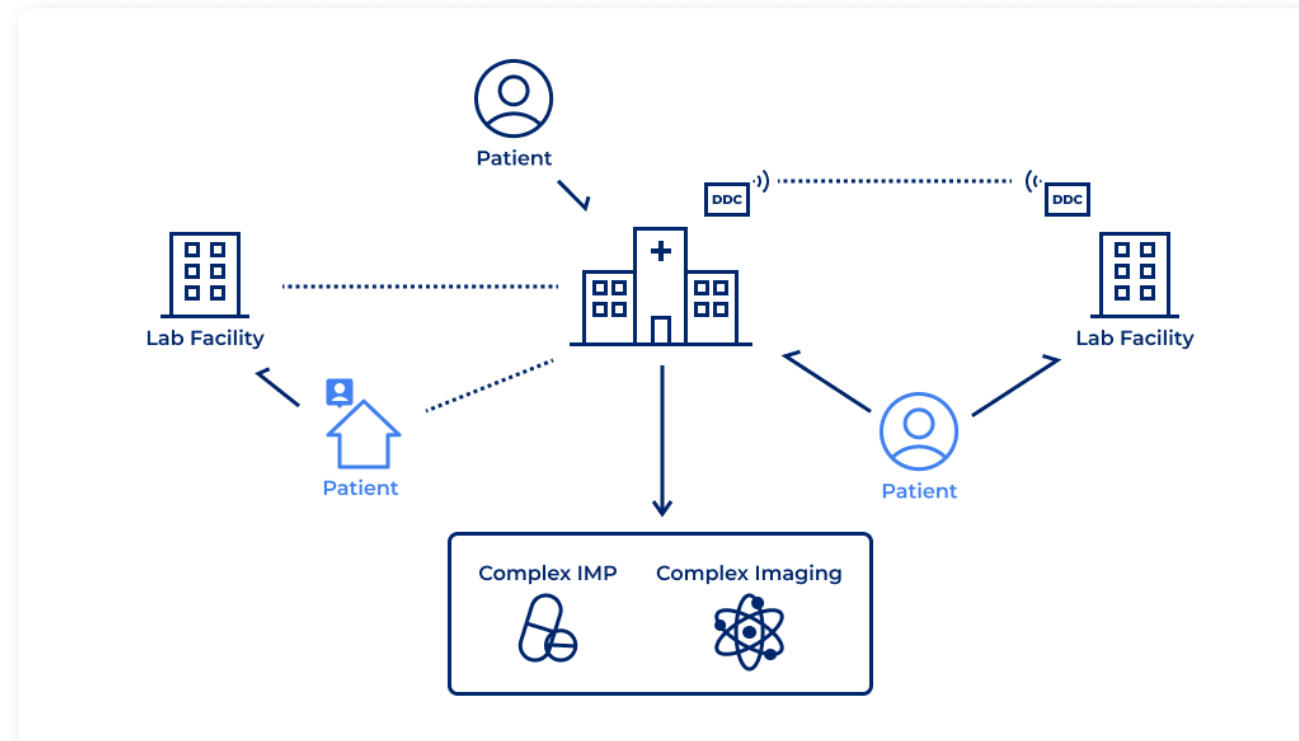 Patient
DDC
DDC
Lab Facility
Lab Facility
Patient
Patient
Complex IMP
Complex Imaging